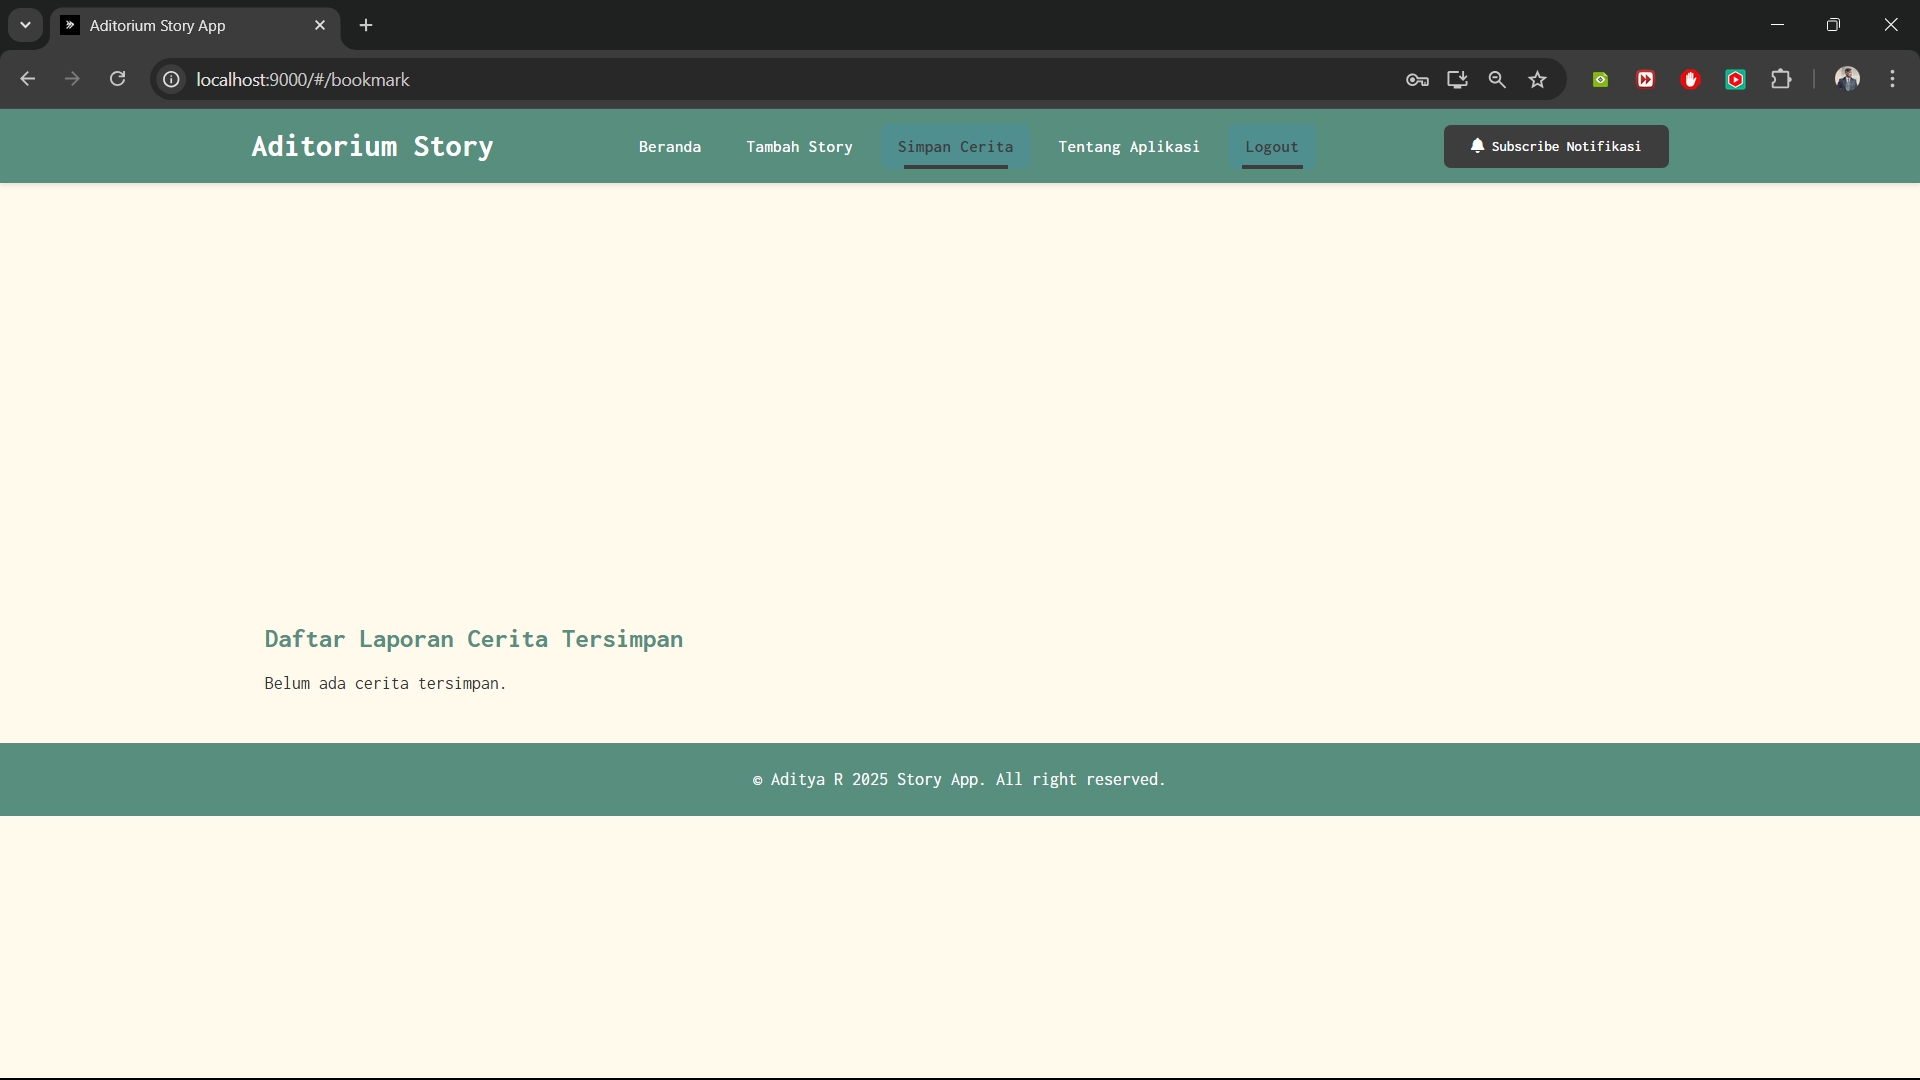 Aditorium Story App
localhost:9000/#/bookmark
Aditorium Story
Beranda
Tambah Story
Simpan Cerita
Tentang Aplikasi
Logout
Subscribe Notifikasi
Daftar Laporan Cerita Tersimpan
Belum ada cerita tersimpan.
© Aditya R 2025 Story App. All right reserved.